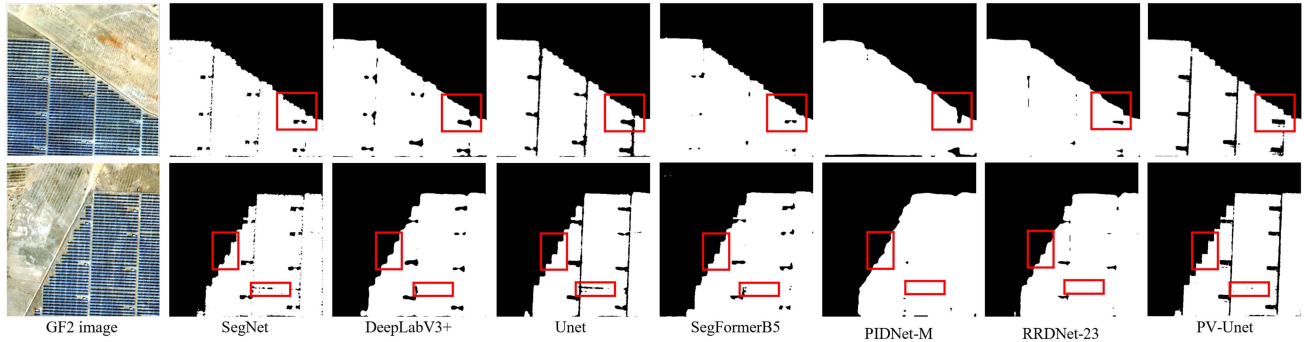 GF2 image
SegNet
DeepLabV3+
Unet
SegFormerB5
PIDNet-M
RRDNet-23
PV-Unet